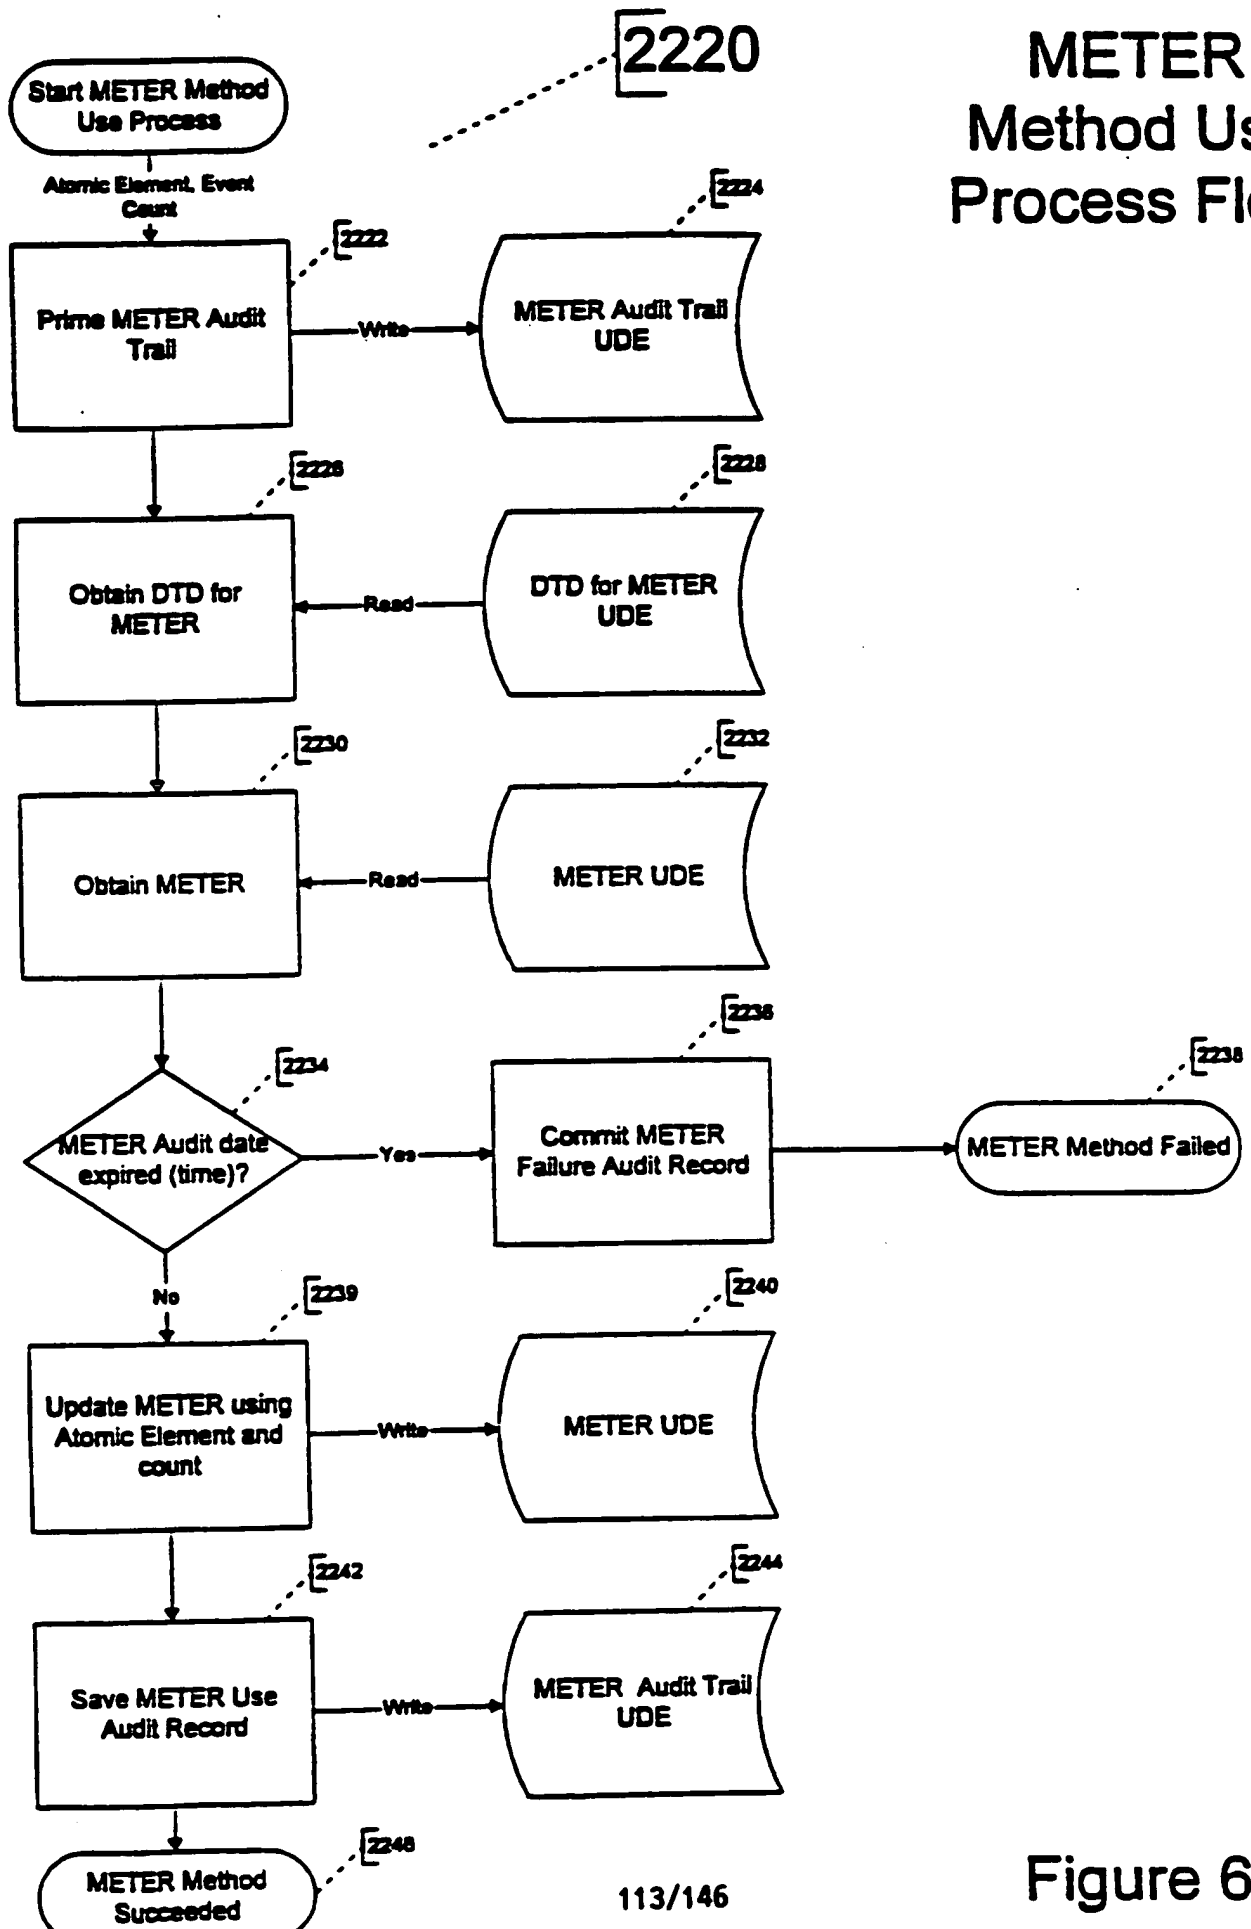 2220
METER
Method Us
Process Flo
Start METER Method
Use Process
Atomic Element, Event
Count
2222
2224
Prime METER Audit
Trail
Write
METER Audit Trail
UDE
2226
2228
Obtain DTD for
METER
Read
DTD for METER
UDE
2230
2232
Obtain METER
Read
METER UDE
2234
2236
2238
METER Audit date
expired (time)?
Yes
Commit METER
Failure Audit Record
METER Method Failed
No
2239
2240
Update METER using
Atomic Element and
count
Write
METER UDE
2242
2244
Save METER Use
Audit Record
Write
METER Audit Trail
UDE
2246
METER Method
Succeeded
113/146
Figure 6